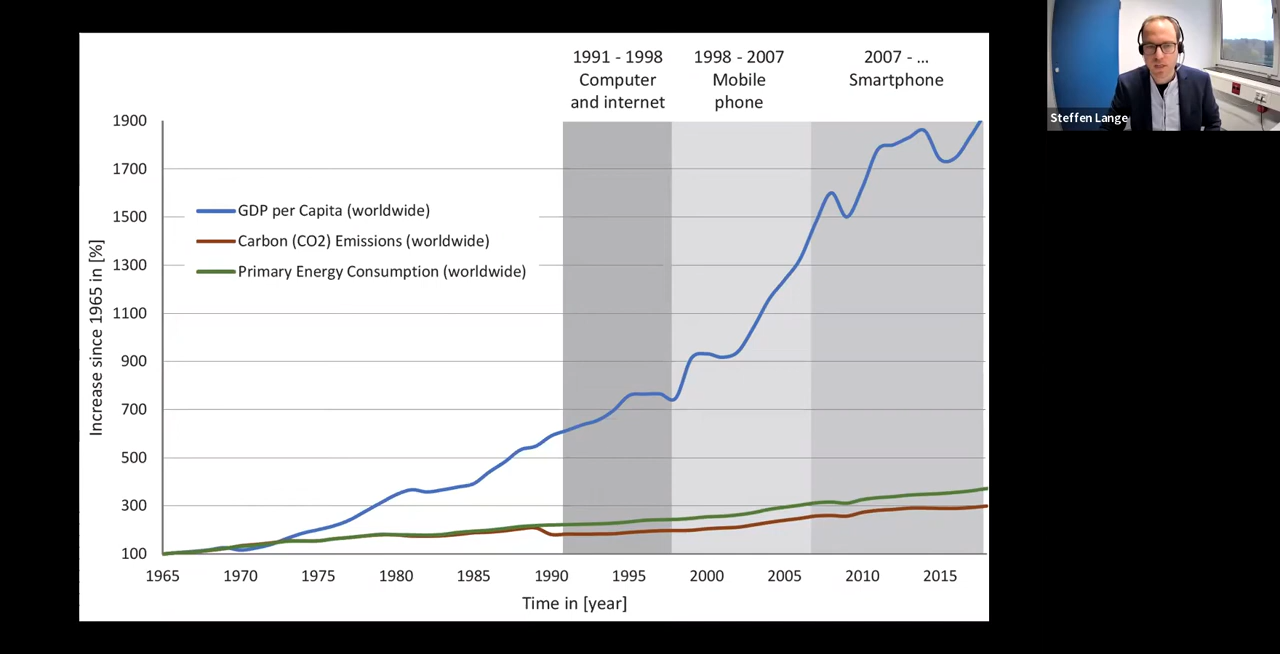 1991 - 1998
Computer
and internet
1998 - 2007
Mobile
phone
2007 - ...
Smartphone
Steffen Lange
1900
1700
1500
1300
1100
900
700
500
300
100
Increase since 1965 in [%]
GDP per Capita (worldwide)
Carbon (CO2) Emissions (worldwide)
Primary Energy Consumption (worldwide)
1965 1970 1975 1980 1985 1990 1995 2000 2005 2010 2015
Time in [year]